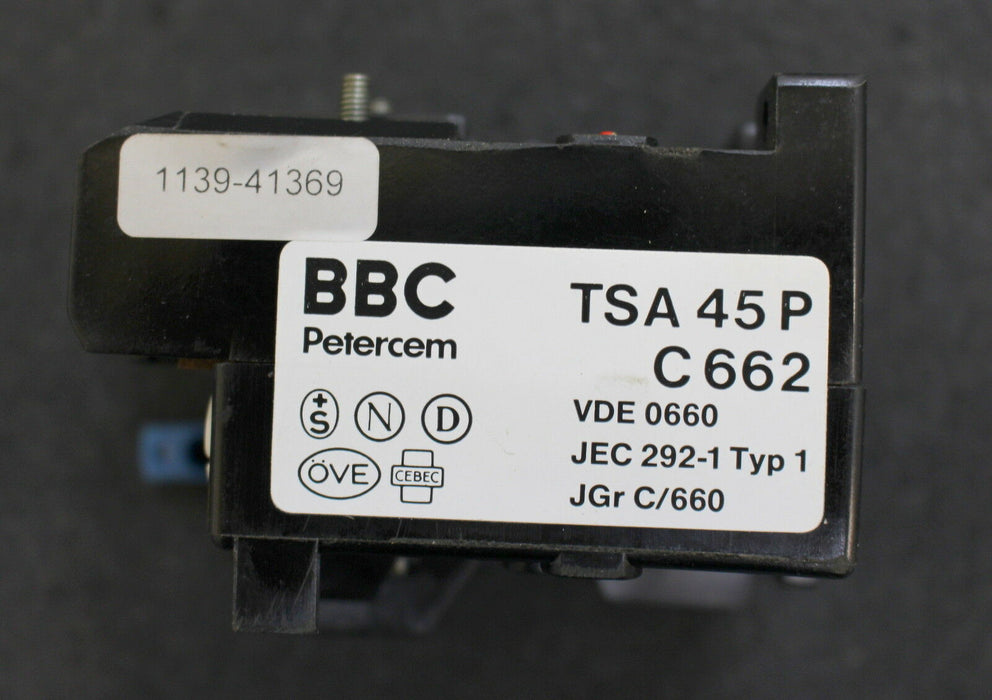 1139-41369
BBC
Petercem
TSA 45 P
C 662
VDE 0660
JEC 292-1 Typ 1
JGr C/660
+
S
N
D
ÖVE
CEBEC